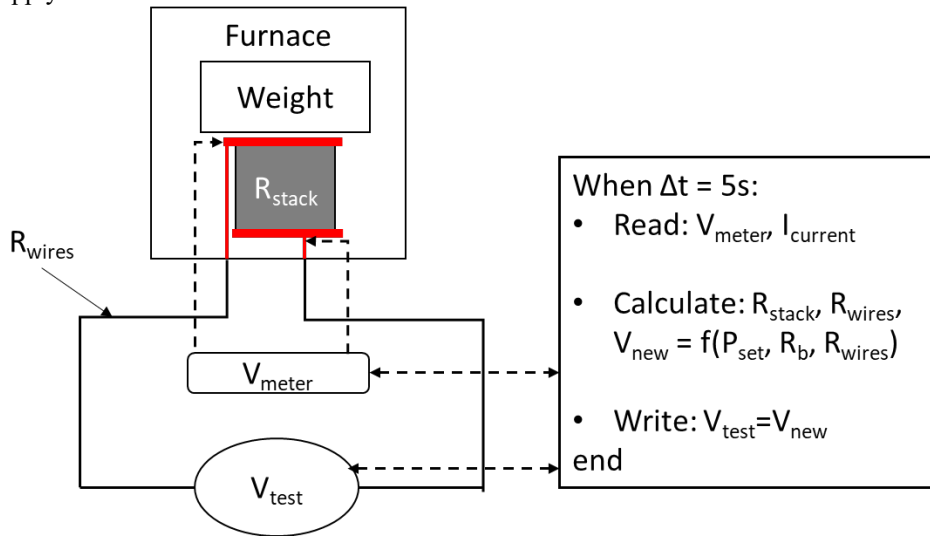 Furnace
Weight
R_stack
R_wires
V_meter
V_test
When Δt = 5s:
• Read: V_meter, I_current
• Calculate: R_stack, R_wires,
V_new = f(P_set, R_b, R_wires)
• Write: V_test=V_new
end